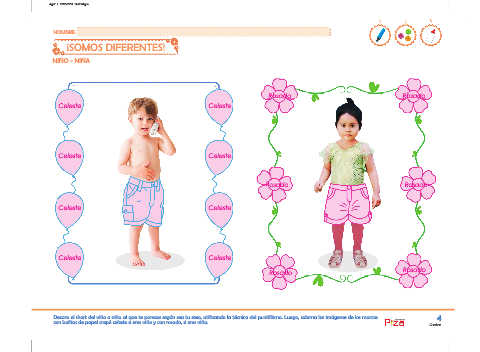 NOMBRE:
¡SOMOS DIFERENTES!
NIÑO - NIÑA
Celeste
Celeste
Celeste
Celeste
Celeste
Celeste
Celeste
Celeste
Rosado
Rosado
Rosado
Rosado
Rosado
Rosado
Decora el short del niño o niña al que te pareces según sea tu sexo, utilizando la técnica del puntillismo. Luego, adorna las imágenes de los marcos
con bolitas de papel crepé celeste si eres niño y con rosado, si eres niña.
Pizá
4